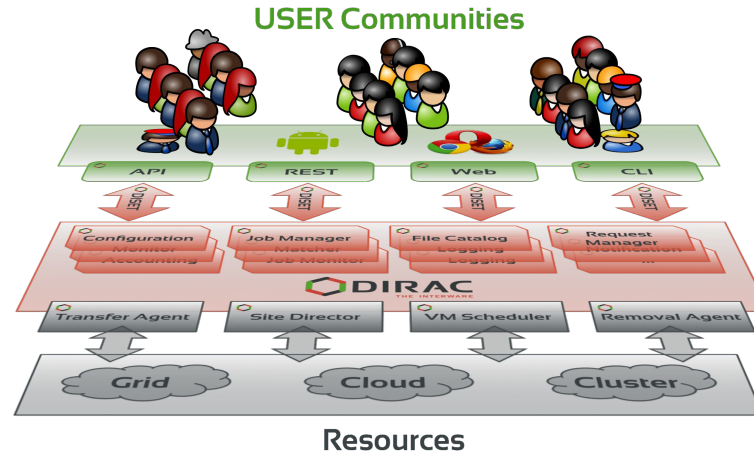 USER Communities
API
REST
Web
CLI
DISET
DISET
DISET
DISET
Configuration
Monitor
Accounting
Job Manager
Matcher
Job Monitor
File Catalog
Logging
Logging
Request
Manager
Notification
...
DIRAC
THE INTERWARE
Transfer Agent
Site Director
VM Scheduler
Removal Agent
Grid
Cloud
Cluster
Resources